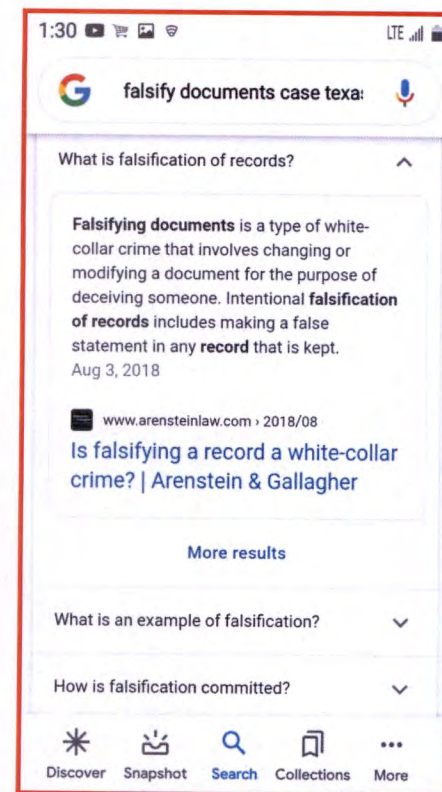 1:30 LTE
falsify documents case texa
What is falsification of records?
Falsifying documents is a type of white-
collar crime that involves changing or
modifying a document for the purpose of
deceiving someone. Intentional falsification
of records includes making a false
statement in any record that is kept.
Aug 3, 2018
www.arensteinlaw.com › 2018/08
Is falsifying a record a white-collar
crime? | Arenstein & Gallagher
More results
What is an example of falsification?
How is falsification committed?
Discover Snapshot Search Collections More